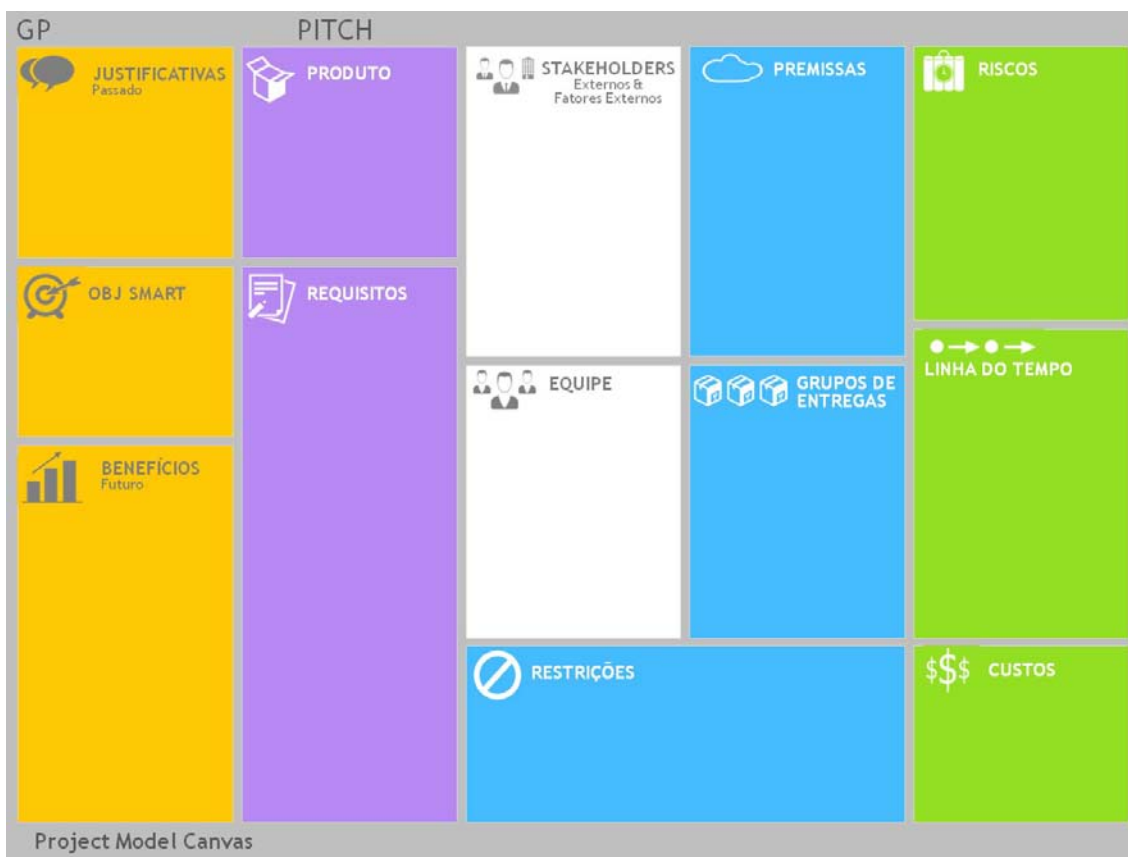 GP
PITCH
JUSTIFICATIVAS
Passado
OBJ SMART
BENEFÍCIOS
Futuro
PRODUTO
REQUISITOS
STAKEHOLDERS
Externos &
Fatores Externos
EQUIPE
PREMISSAS
GRUPOS DE
ENTREGAS
RESTRIÇÕES
RISCOS
LINHA DO TEMPO
$$$ CUSTOS
Project Model Canvas